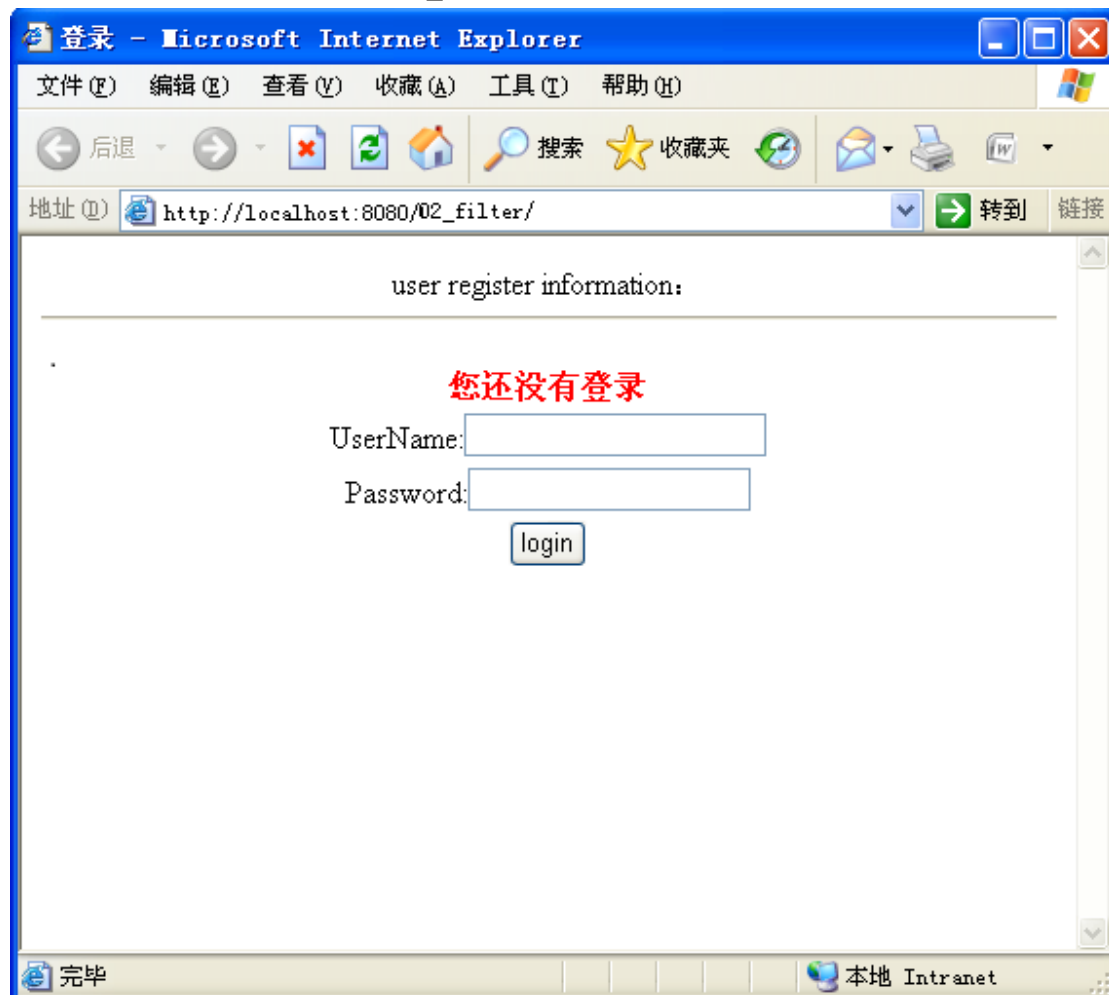 登录 - Microsoft Internet Explorer
文件(F) 编辑(E) 查看(V) 收藏(A) 工具(T) 帮助(H)
后退 搜索 收藏夹 W
地址(D) http://localhost:8080/02_filter/ 转到 链接
user register information：
您还没有登录
UserName:
Password:
login
完毕 本地 Intranet